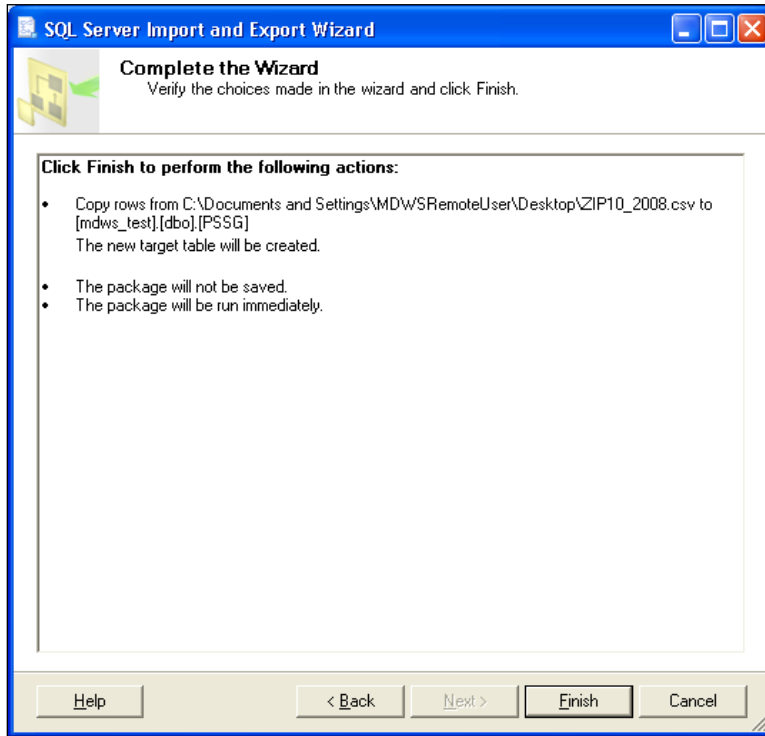 SQL Server Import and Export Wizard
Complete the Wizard
Verify the choices made in the wizard and click Finish.
Click Finish to perform the following actions:
• Copy rows from C:\Documents and Settings\MDWSRemoteUser\Desktop\ZIP10_2008.csv to
[mdws_test].[dbo].[PSSG]
The new target table will be created.
• The package will not be saved.
• The package will be run immediately.
Help < Back Next > Finish Cancel